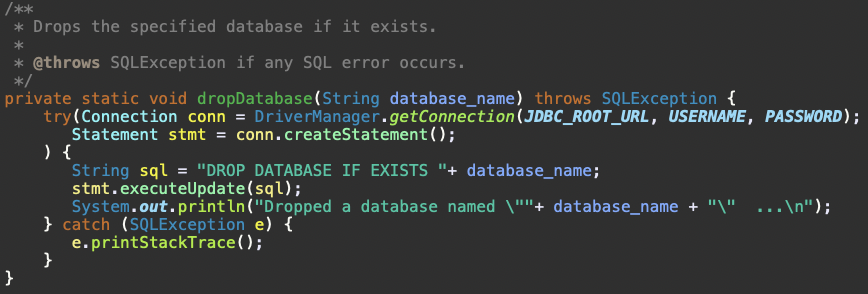 /**
 * Drops the specified database if it exists.
 *
 * @throws SQLException if any SQL error occurs.
 */
private static void dropDatabase(String database_name) throws SQLException {
    try(Connection conn = DriverManager.getConnection(JDBC_ROOT_URL, USERNAME, PASSWORD);
        Statement stmt = conn.createStatement();
    ) {
        String sql = "DROP DATABASE IF EXISTS "+ database_name;
        stmt.executeUpdate(sql);
        System.out.println("Dropped a database named \""+ database_name + "\"  ...\n");
    } catch (SQLException e) {
        e.printStackTrace();
    }
}